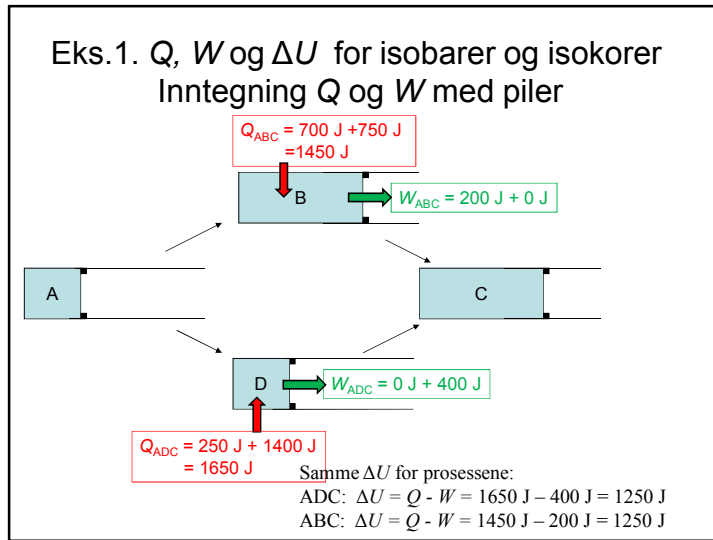 Eks.1. Q, W og ΔU for isobarer og isokorer
Inntegning Q og W med piler
Q_ABC = 700 J +750 J
=1450 J
B
W_ABC = 200 J + 0 J
A
C
D
W_ADC = 0 J + 400 J
Q_ADC = 250 J + 1400 J
= 1650 J
Samme ΔU for prosessene:
ADC: ΔU = Q - W = 1650 J – 400 J = 1250 J
ABC: ΔU = Q - W = 1450 J – 200 J = 1250 J